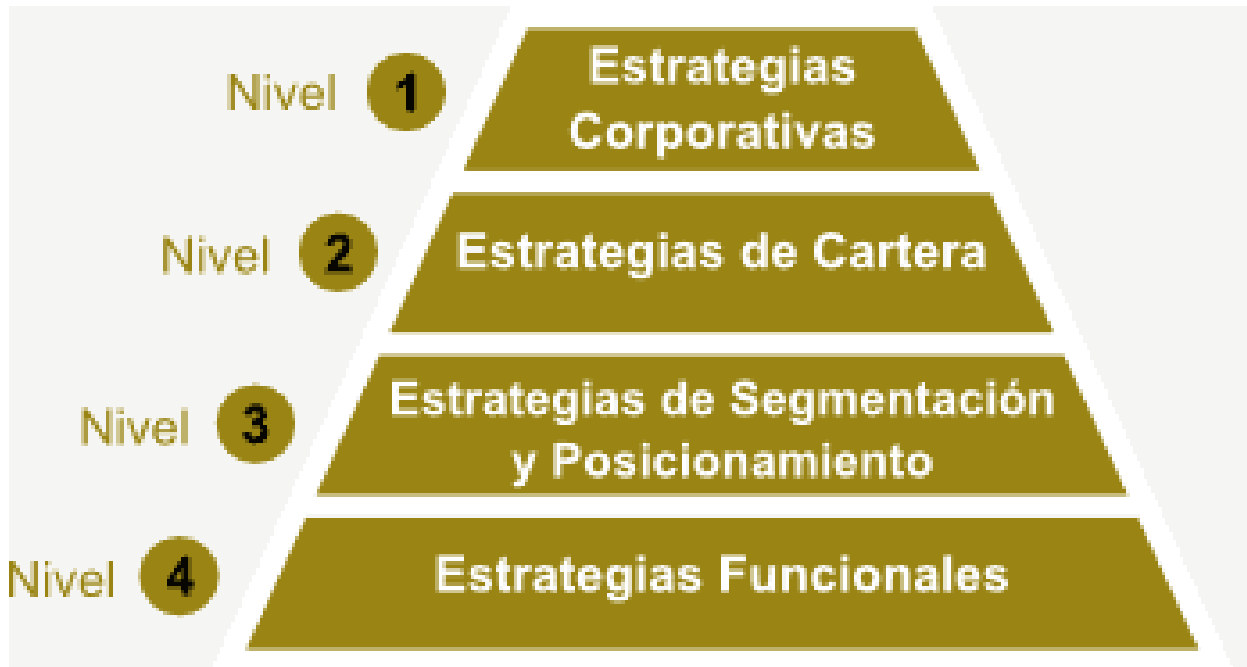 Nivel 1
Estrategias
Corporativas
Nivel 2
Estrategias de Cartera
Nivel 3
Estrategias de Segmentación
y Posicionamiento
Nivel 4
Estrategias Funcionales